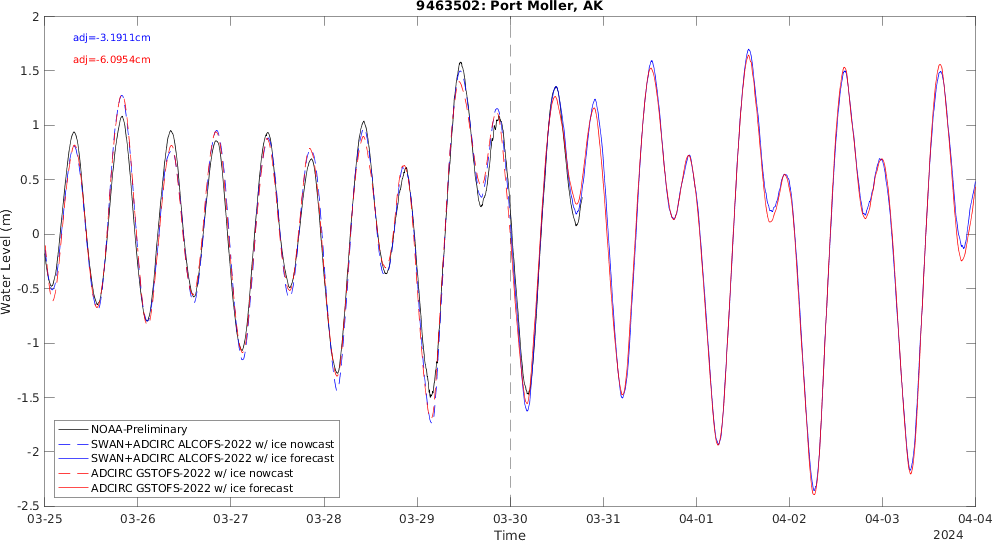 9463502: Port Moller, AK
adj=-3.1911cm
adj=-6.0954cm
Water Level (m)
2
1.5
1
0.5
0
-0.5
-1
-1.5
-2
-2.5
NOAA-Preliminary
SWAN+ADCIRC ALCOFS-2022 w/ ice nowcast
SWAN+ADCIRC ALCOFS-2022 w/ ice forecast
ADCIRC GSTOFS-2022 w/ ice nowcast
ADCIRC GSTOFS-2022 w/ ice forecast
03-25 03-26 03-27 03-28 03-29 03-30 03-31 04-01 04-02 04-03 04-04
Time
2024